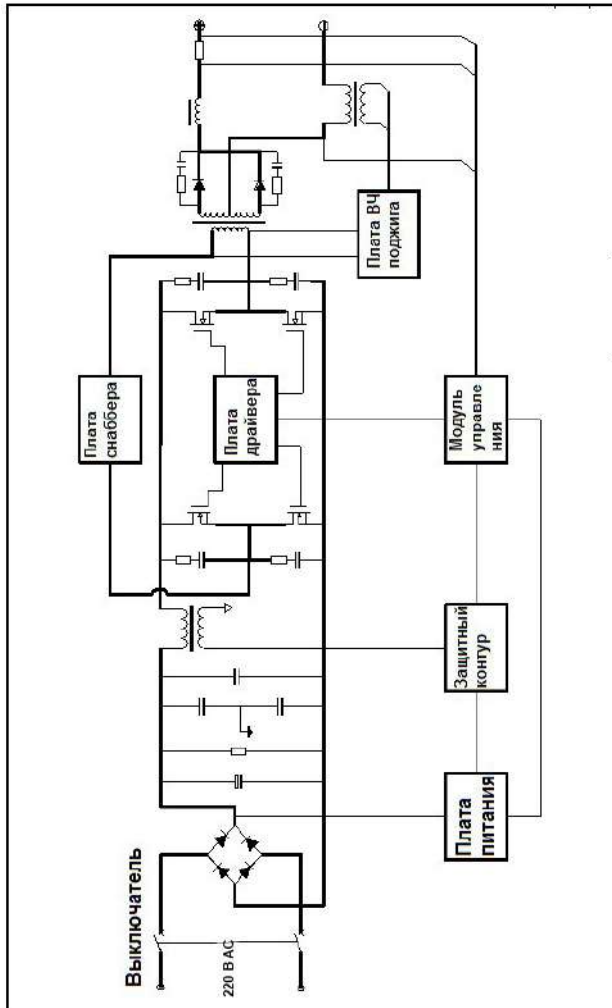 Выключатель
220 В АС
Плата
питания
Защитный
контур
Плата
снаббера
Плата
драйвера
Модуль
управле
ния
Плата ВЧ
поджига